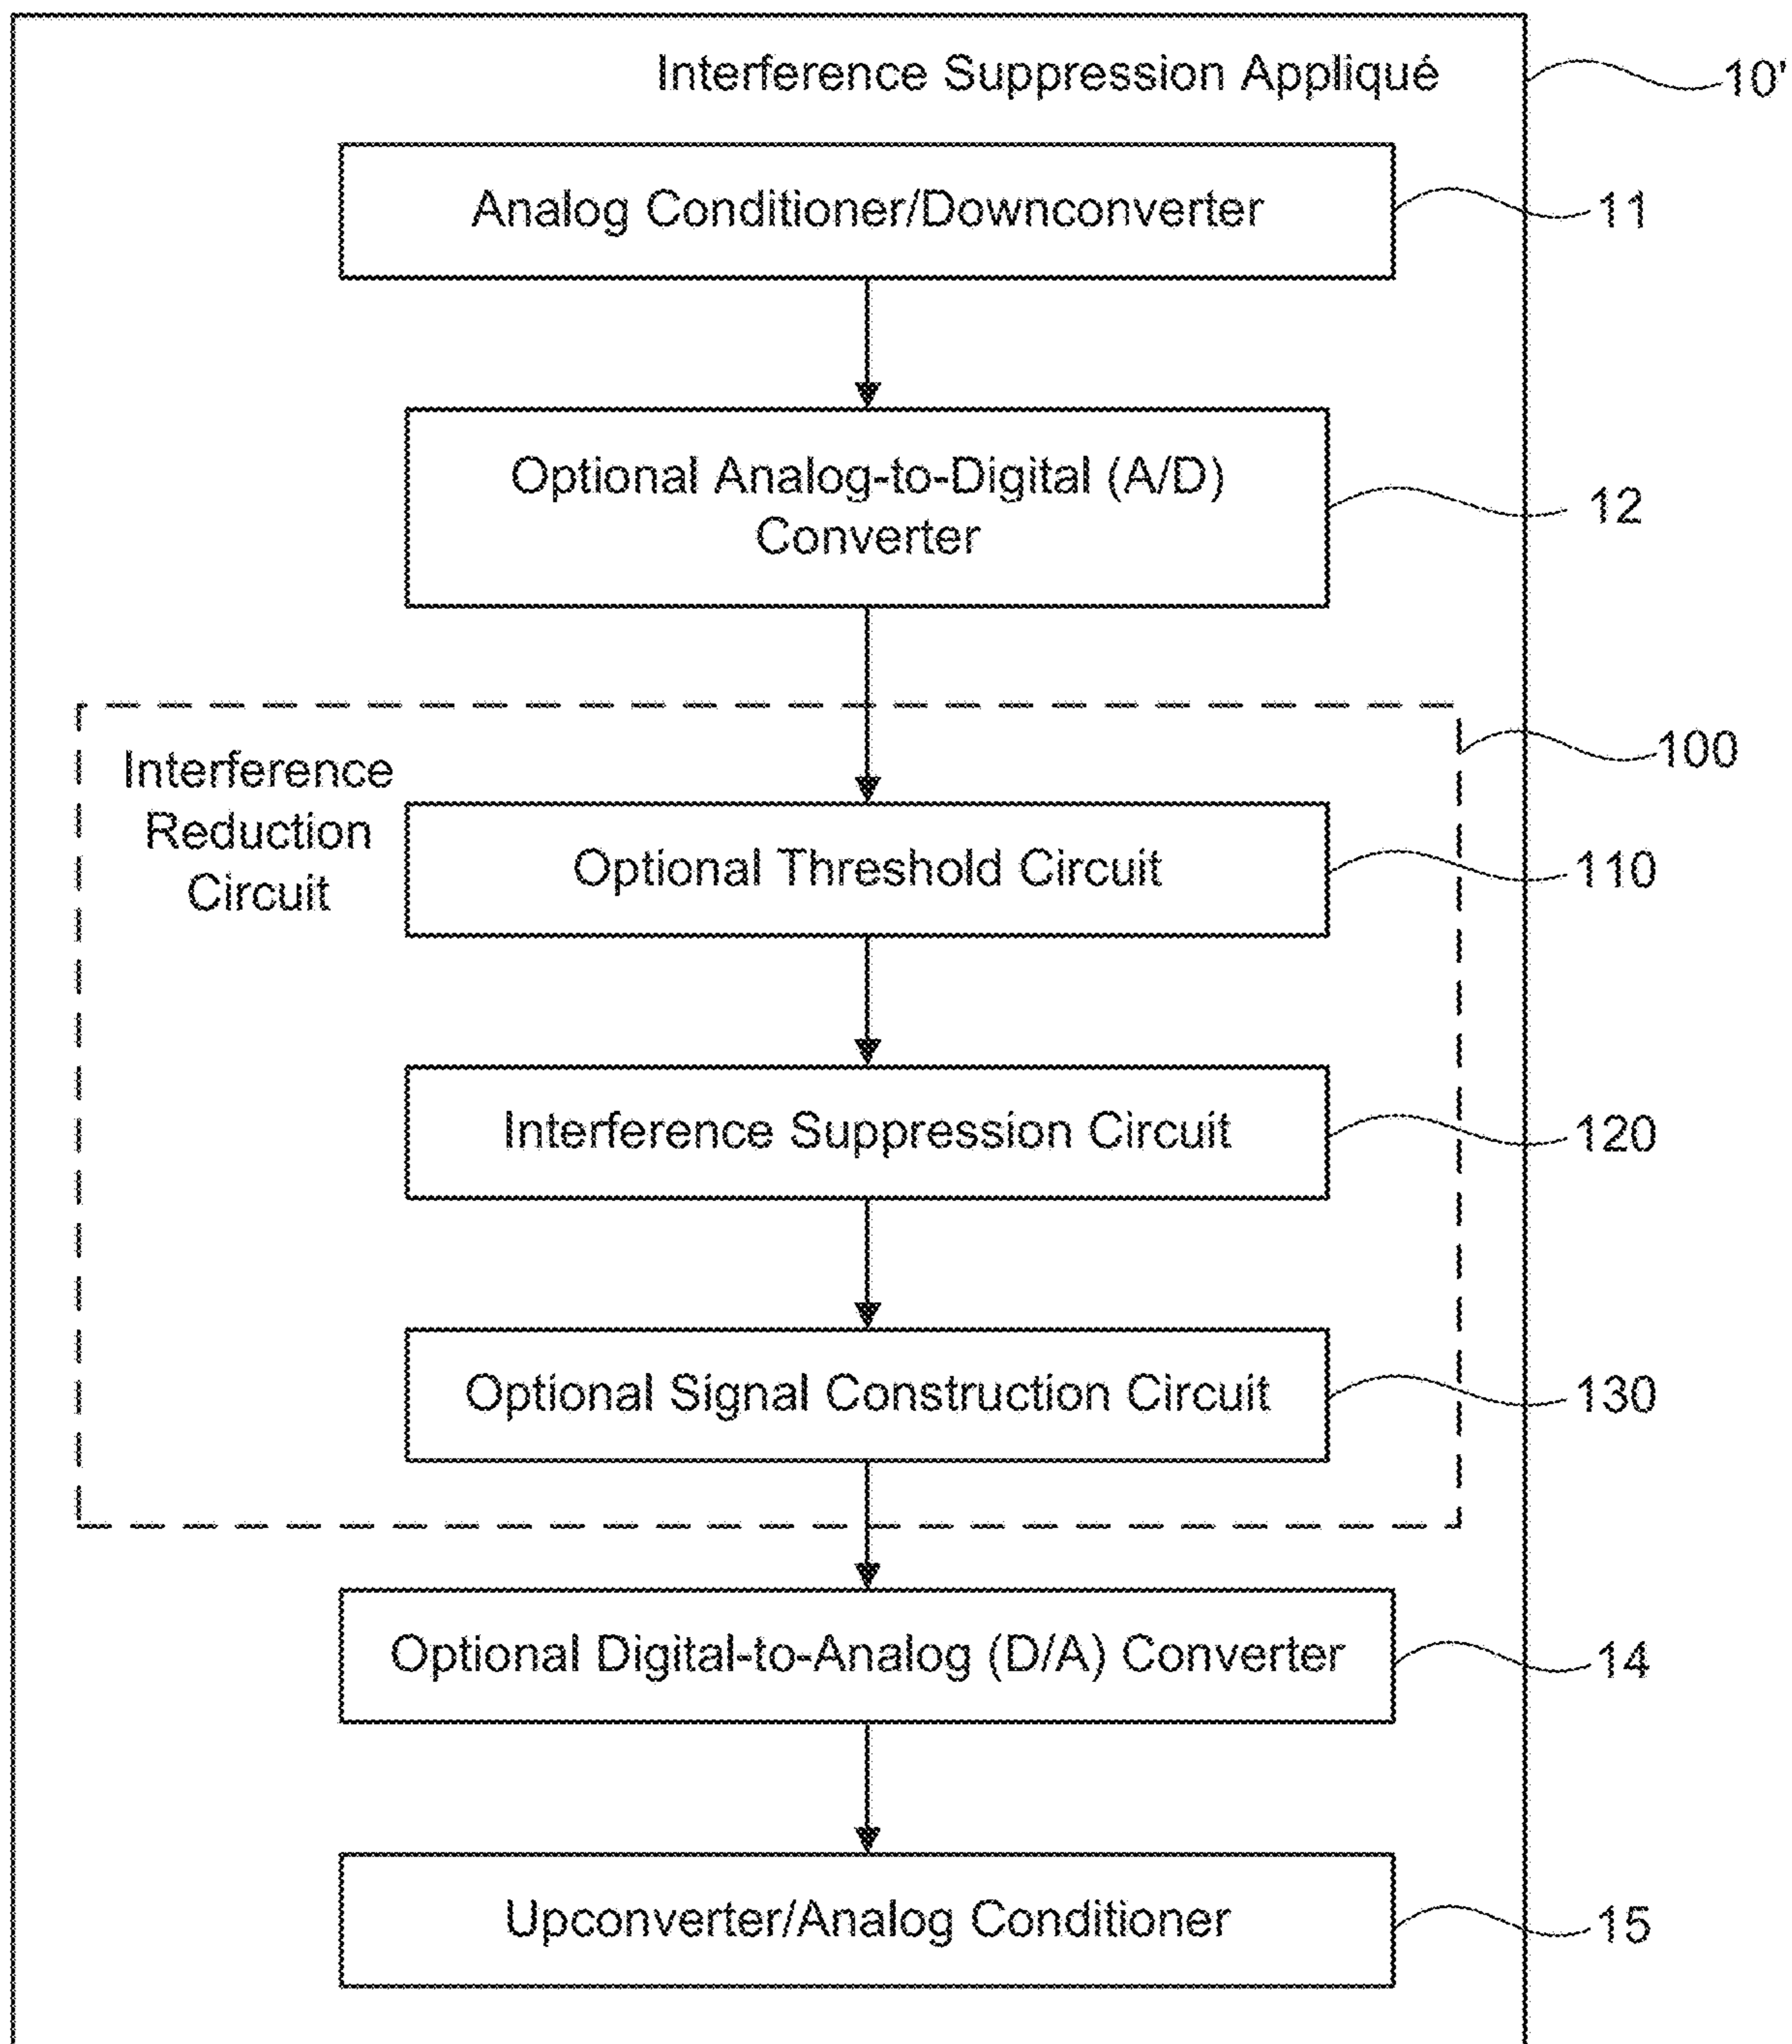 Interference Suppression Appliqué
10'
Analog Conditioner/Downconverter
11
Optional Analog-to-Digital (A/D)
Converter
12
Interference
Reduction
Circuit
100
Optional Threshold Circuit
110
Interference Suppression Circuit
120
Optional Signal Construction Circuit
130
Optional Digital-to-Analog (D/A) Converter
14
Upconverter/Analog Conditioner
15